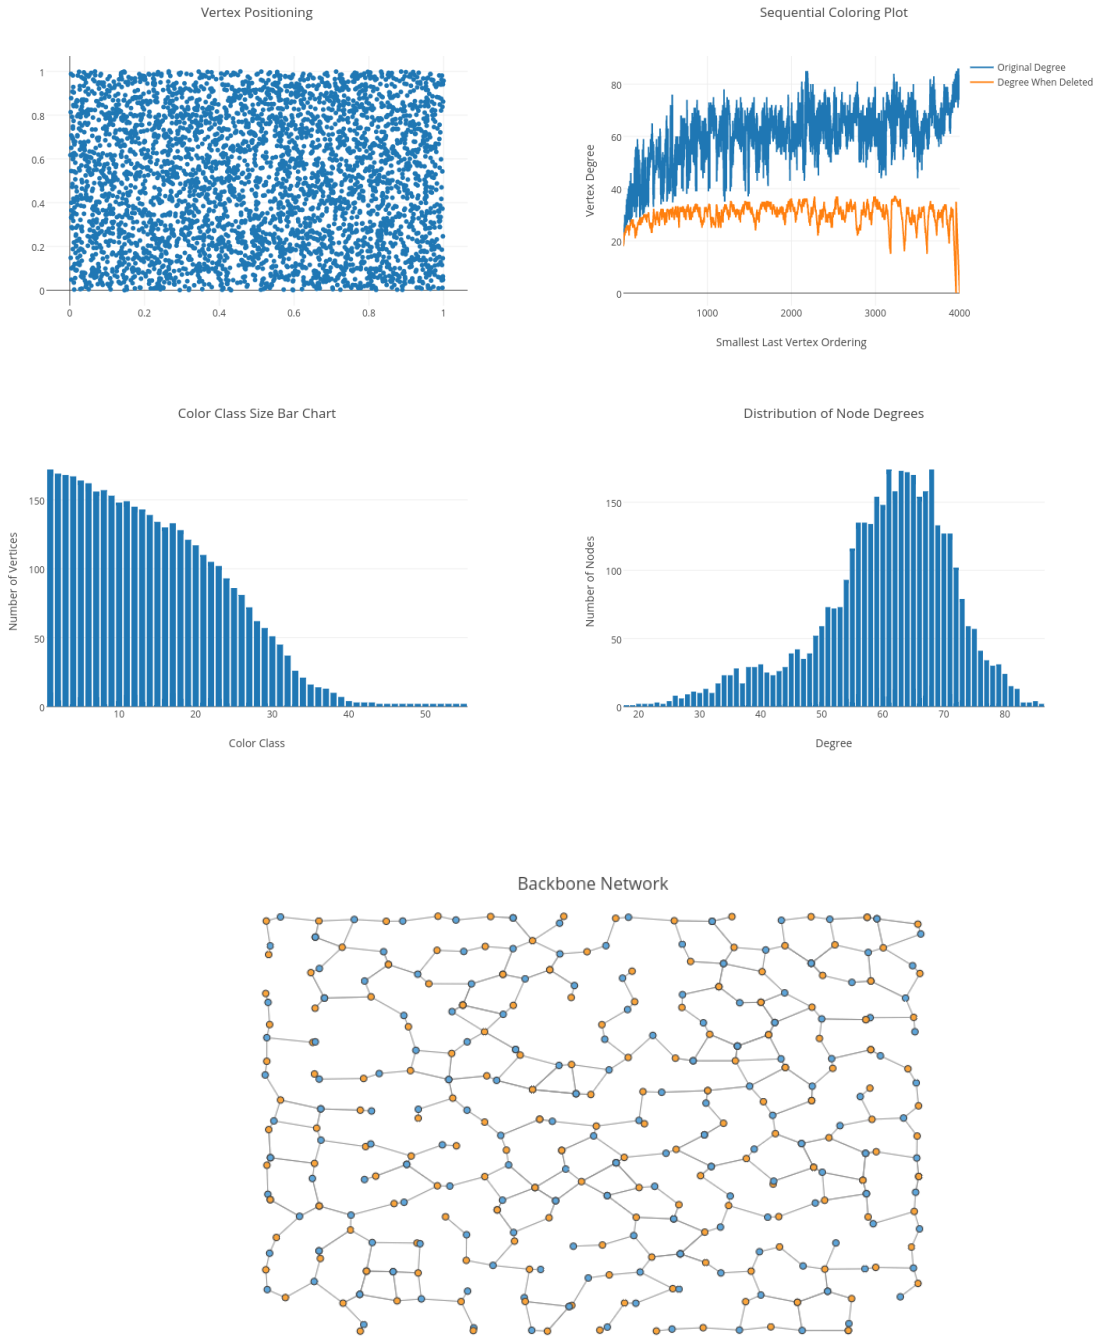 Vertex Positioning
1
0.8
0.6
0.4
0.2
0
0 0.2 0.4 0.6 0.8 1
Sequential Coloring Plot
Original Degree
Degree When Deleted
Vertex Degree
80
60
40
20
0
1000 2000 3000 4000
Smallest Last Vertex Ordering
Color Class Size Bar Chart
Number of Vertices
150
100
50
0
10 20 30 40 50
Color Class
Distribution of Node Degrees
Number of Nodes
150
100
50
0
20 30 40 50 60 70 80
Degree
Backbone Network